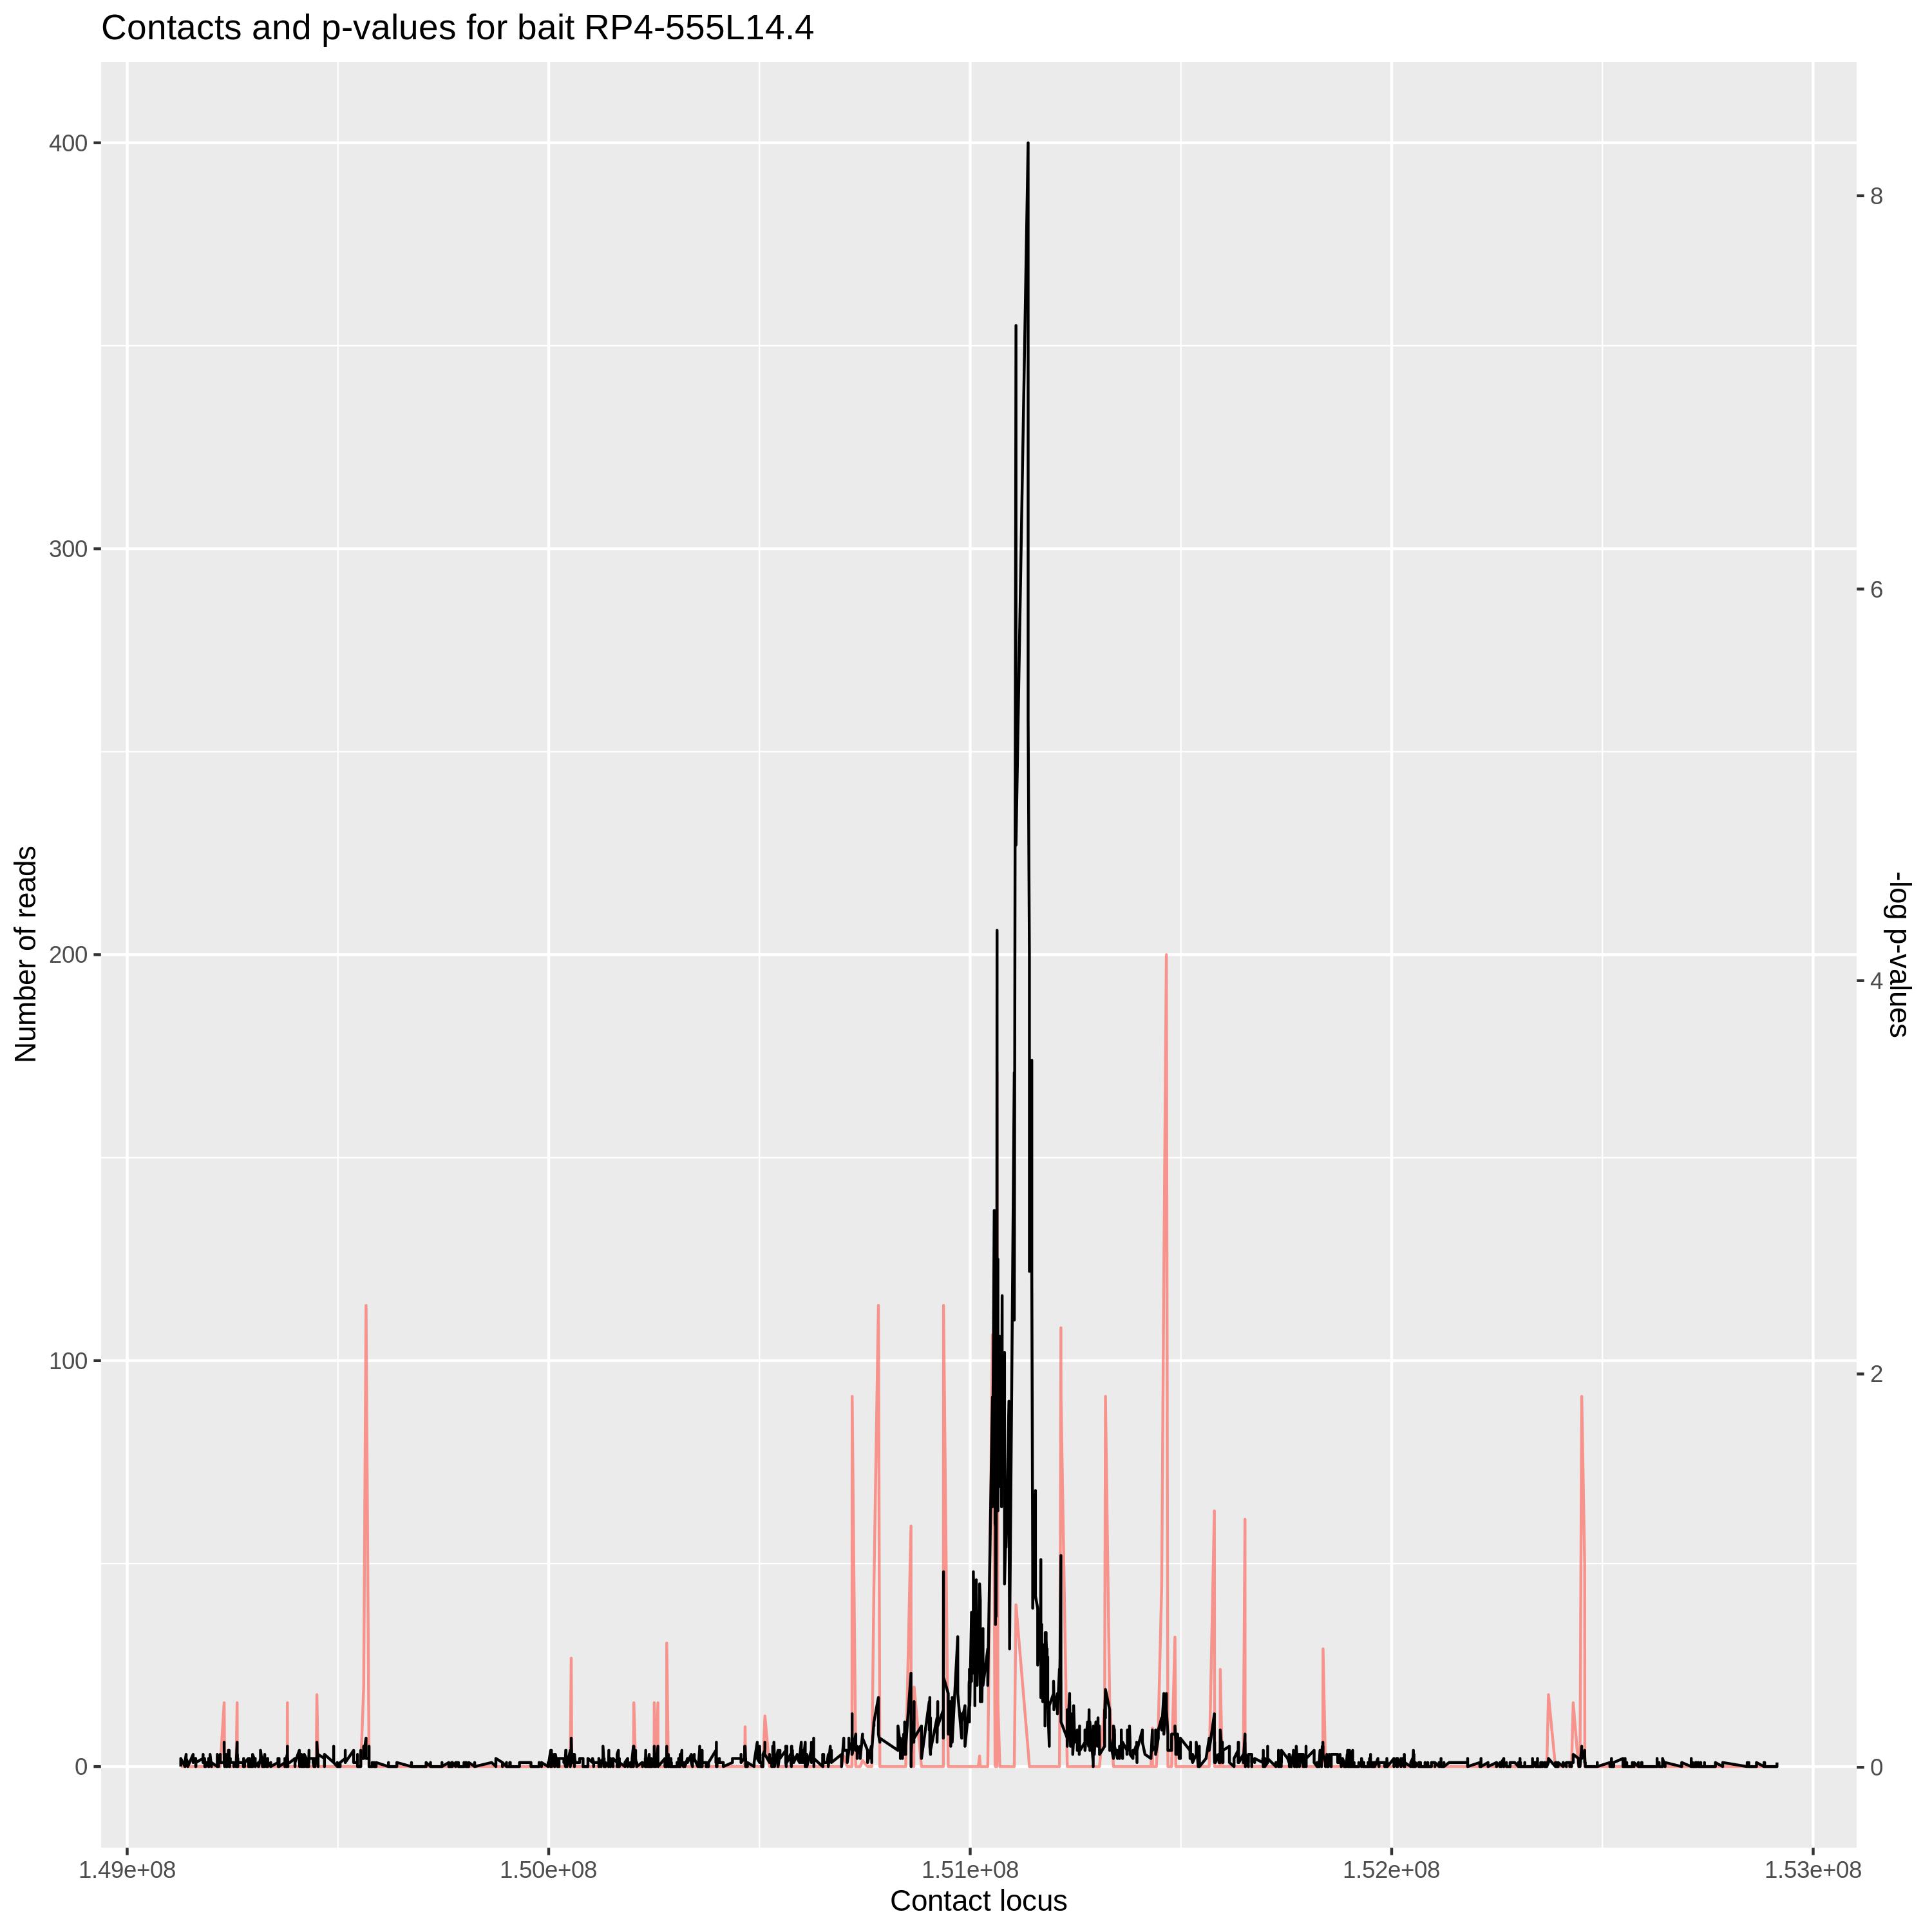 Contacts and p-values for bait RP4-555L14.4
400
300
200
100
0
8
6
4
2
0
Number of reads
-log p-values
1.49e+08
1.50e+08
1.51e+08
1.52e+08
1.53e+08
Contact locus